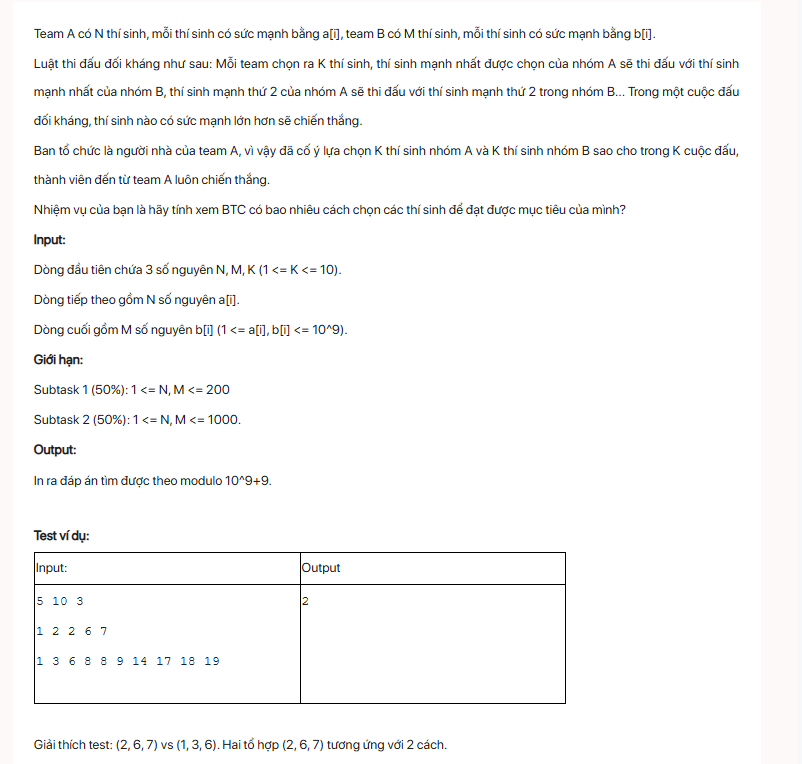 Team A có N thí sinh, mỗi thí sinh có sức mạnh bằng a[i], team B có M thí sinh, mỗi thí sinh có sức mạnh bằng b[i].
Luật thi đấu đối kháng như sau: Mỗi team chọn ra K thí sinh, thí sinh mạnh nhất được chọn của nhóm A sẽ thi đấu với thí sinh
mạnh nhất của nhóm B, thí sinh mạnh thứ 2 của nhóm A sẽ thi đấu với thí sinh mạnh thứ 2 trong nhóm B... Trong một cuộc đấu
đối kháng, thí sinh nào có sức mạnh lớn hơn sẽ chiến thắng.
Ban tổ chức là người nhà của team A, vì vậy đã cố ý lựa chọn K thí sinh nhóm A và K thí sinh nhóm B sao cho trong K cuộc đấu,
thành viên đến từ team A luôn chiến thắng.
Nhiệm vụ của bạn là hãy tính xem BTC có bao nhiêu cách chọn các thí sinh để đạt được mục tiêu của mình?
Input:
Dòng đầu tiên chứa 3 số nguyên N, M, K (1 <= K <= 10).
Dòng tiếp theo gồm N số nguyên a[i].
Dòng cuối gồm M số nguyên b[i] (1 <= a[i], b[i] <= 10^9).
Giới hạn:
Subtask 1 (50%): 1 <= N, M <= 200
Subtask 2 (50%): 1 <= N, M <= 1000.
Output:
In ra đáp án tìm được theo modulo 10^9+9.
Test ví dụ:
Input: Output
5 10 3 2
1 2 2 6 7
1 3 6 8 8 9 14 17 18 19
Giải thích test: (2, 6, 7) vs (1, 3, 6). Hai tổ hợp (2, 6, 7) tương ứng với 2 cách.